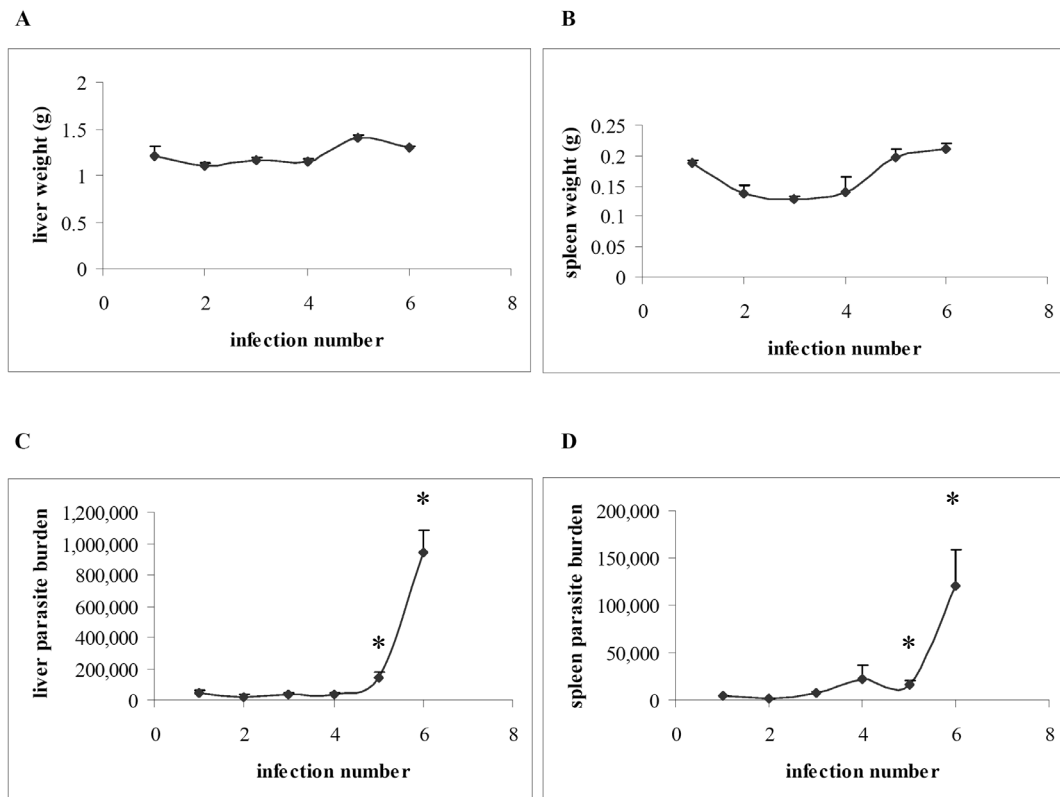 A
liver weight (g)
2
1.5
1
0.5
0
0 2 4 6 8
infection number
B
spleen weight (g)
0.25
0.2
0.15
0.1
0.05
0
0 2 4 6 8
infection number
C
liver parasite burden
1,200,000
1,000,000
800,000
600,000
400,000
200,000
0
* *
0 2 4 6 8
infection number
D
spleen parasite burden
200,000
150,000
100,000
50,000
0
* *
0 2 4 6 8
infection number